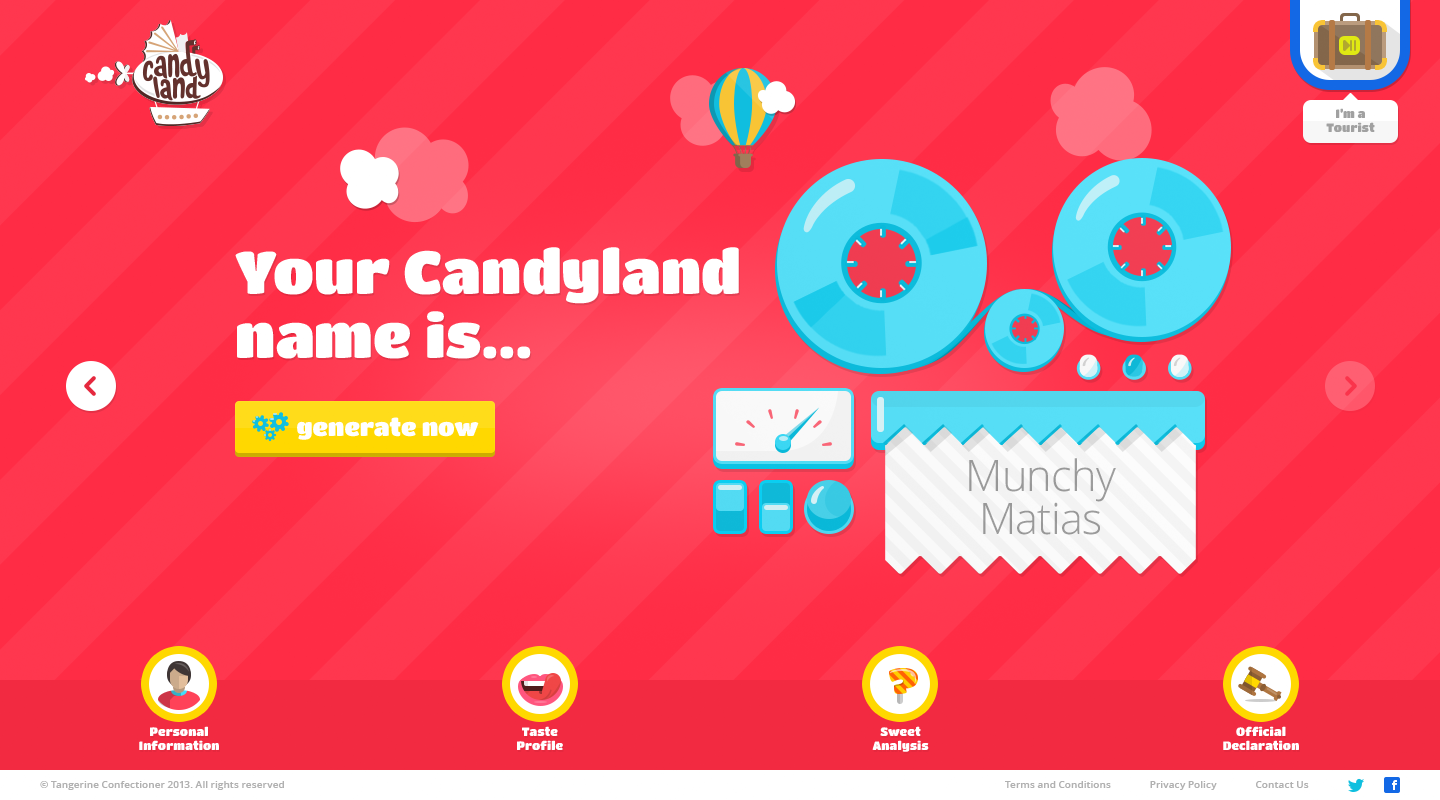 candy
land
I'm a
Tourist
Your Candyland
name is...
generate now
Munchy
Matias
Personal
Information
Taste
Profile
Sweet
Analysis
Official
Declaration
© Tangerine Confectioner 2013. All rights reserved
Terms and Conditions
Privacy Policy
Contact Us